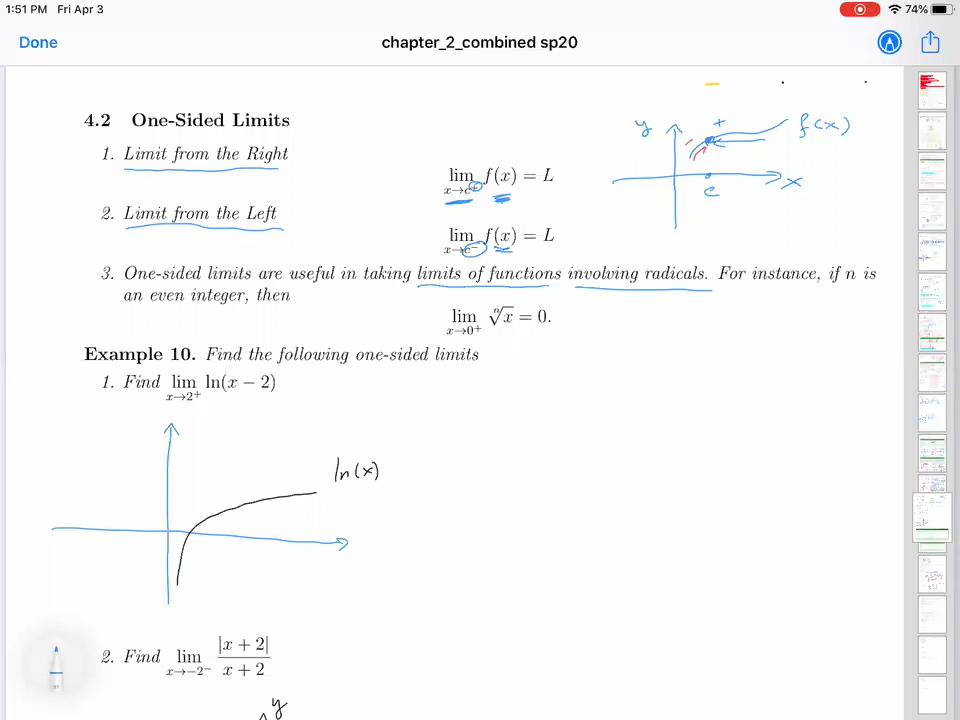 1:51 PM Fri Apr 3
74%
Done
chapter_2_combined sp20
4.2 One-Sided Limits
1. Limit from the Right
lim x→c⁺ f(x) = L
2. Limit from the Left
lim x→c⁻ f(x) = L
y
+
f(x)
x
c
3. One-sided limits are useful in taking limits of functions involving radicals. For instance, if n is
an even integer, then
lim x→0⁺ ⁿ√x = 0.
Example 10. Find the following one-sided limits
1. Find lim x→2⁺ ln(x − 2)
ln(x)
2. Find lim x→−2⁻ |x + 2| / x + 2
y